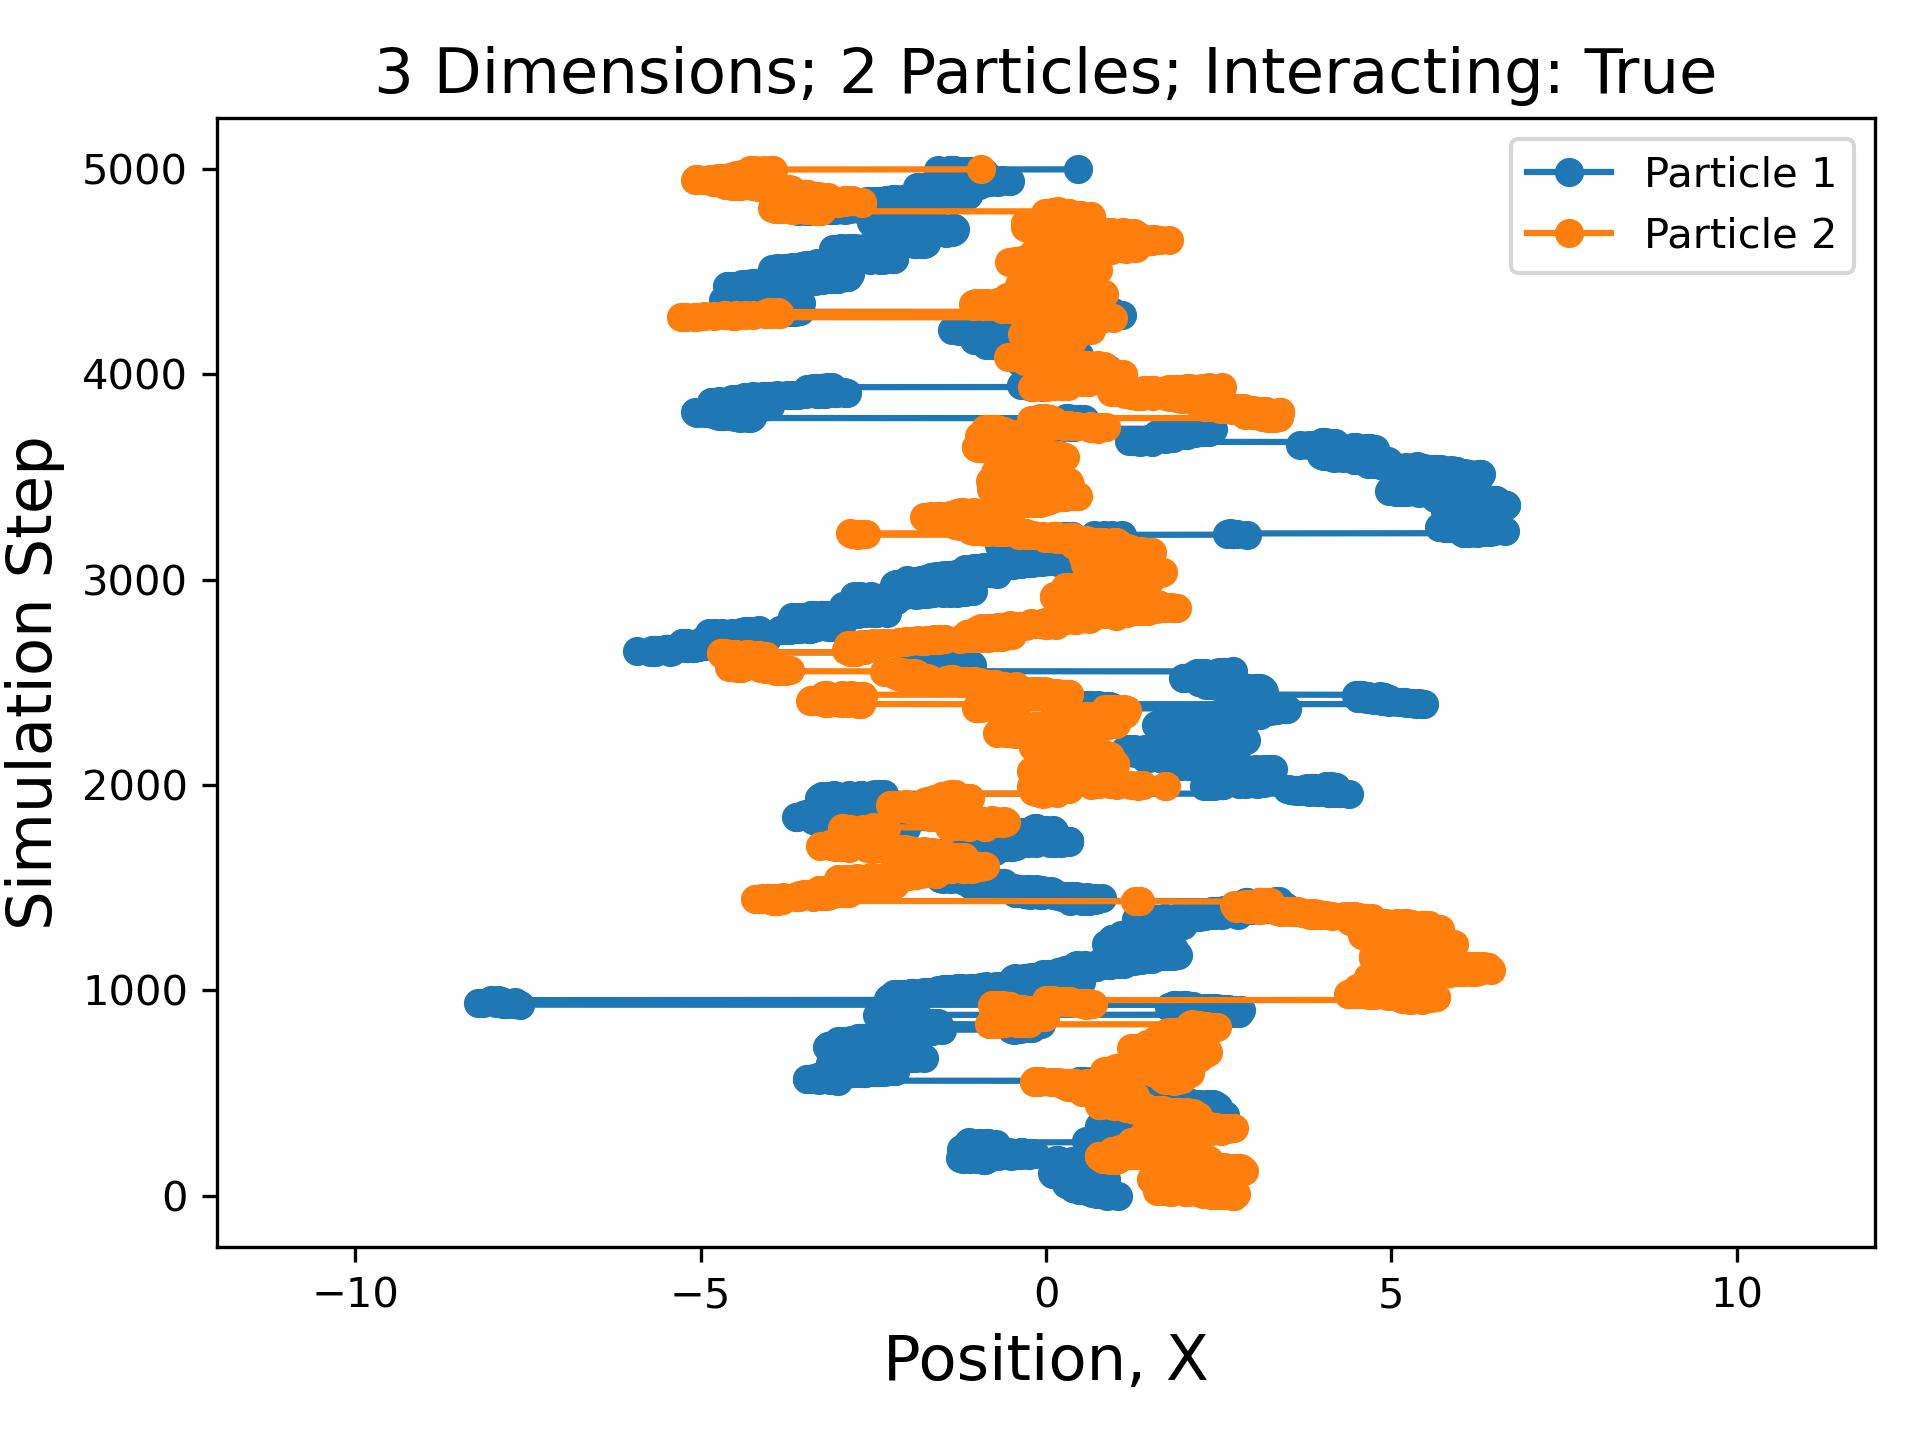 3 Dimensions; 2 Particles; Interacting: True
Particle 1
Particle 2
5000
4000
3000
2000
1000
0
Simulation Step
−10
−5
0
5
10
Position, X